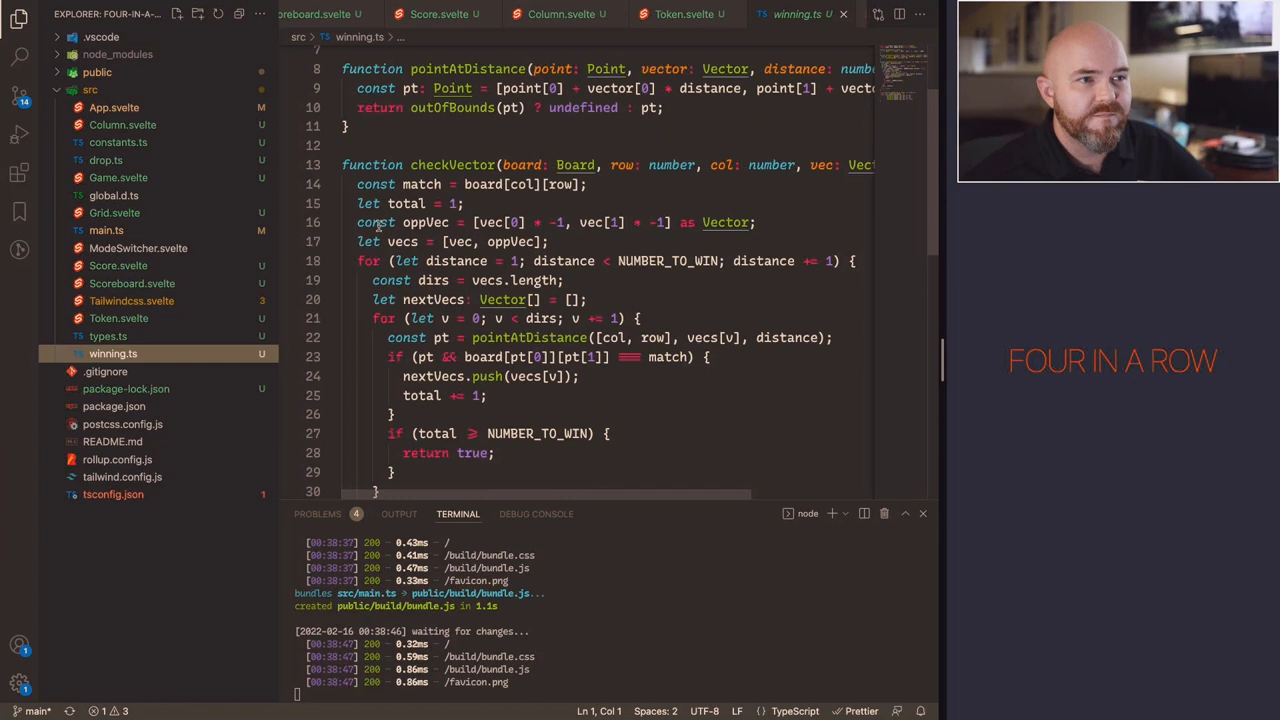 EXPLORER: FOUR-IN-A-...
oreboard.svelte
Score.svelte
Column.svelte
Token.svelte
winning.ts
src > winning.ts > ...
.vscode
node_modules
public
src
App.svelte M
Column.svelte U
constants.ts U
drop.ts U
Game.svelte U
global.d.ts
Grid.svelte U
main.ts M
ModeSwitcher.svelte
Score.svelte U
Scoreboard.svelte U
Tailwindcss.svelte 3
Token.svelte U
types.ts U
winning.ts U
.gitignore
package-lock.json U
package.json M
postcss.config.js U
README.md M
rollup.config.js M
tailwind.config.js U
tsconfig.json 1
14
1
1
7
8 function pointAtDistance(point: Point, vector: Vector, distance: numb
9 const pt: Point = [point[0] + vector[0] * distance, point[1] + vecto
10 return outOfBounds(pt) ? undefined : pt;
11 }
12
13 function checkVector(board: Board, row: number, col: number, vec: Vect
14 const match = board[col][row];
15 let total = 1;
16 const oppVec = [vec[0] * -1, vec[1] * -1] as Vector;
17 let vecs = [vec, oppVec];
18 for (let distance = 1; distance < NUMBER_TO_WIN; distance += 1) {
19 const dirs = vecs.length;
20 let nextVecs: Vector[] = [];
21 for (let v = 0; v < dirs; v += 1) {
22 const pt = pointAtDistance([col, row], vecs[v], distance);
23 if (pt && board[pt[0]][pt[1]] === match) {
24 nextVecs.push(vecs[v]);
25 total += 1;
26 }
27 if (total >= NUMBER_TO_WIN) {
28 return true;
29 }
30 }
PROBLEMS 4 OUTPUT TERMINAL DEBUG CONSOLE node
[00:38:37] 200 ─ 0.43ms ─ /
[00:38:37] 200 ─ 0.41ms ─ /build/bundle.css
[00:38:37] 200 ─ 0.47ms ─ /build/bundle.js
[00:38:37] 200 ─ 0.33ms ─ /favicon.png
bundles src/main.ts → public/build/bundle.js...
created public/build/bundle.js in 1.1s
[2022-02-16 00:38:46] waiting for changes...
[00:38:47] 200 ─ 0.32ms ─ /
[00:38:47] 200 ─ 0.59ms ─ /build/bundle.css
[00:38:47] 200 ─ 0.86ms ─ /build/bundle.js
[00:38:47] 200 ─ 0.86ms ─ /favicon.png
main* 1 3 Ln 1, Col 1 Spaces: 2 UTF-8 LF {} TypeScript Prettier
FOUR IN A ROW